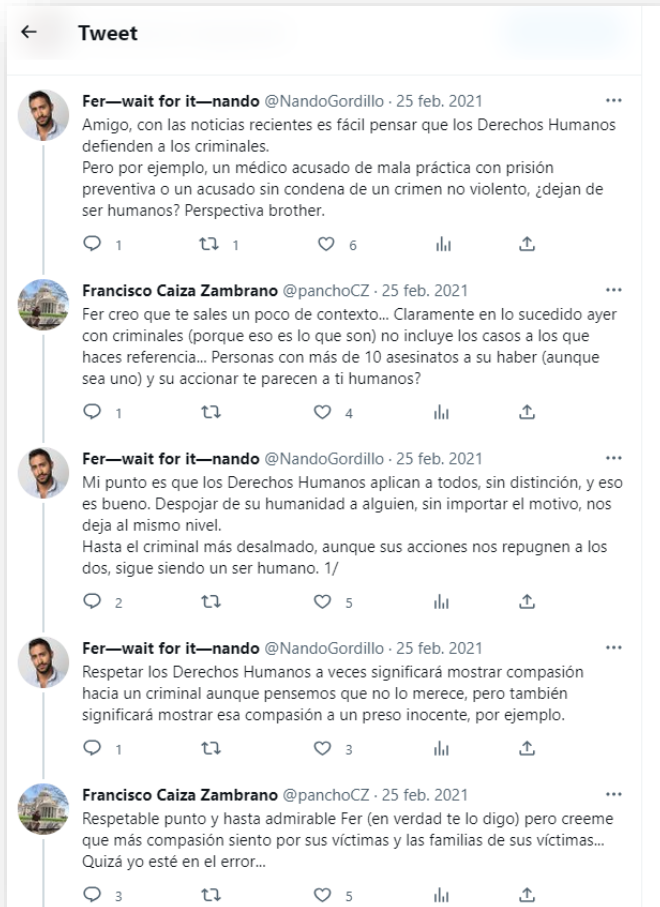 Tweet
Fer—wait for it—nando @NandoGordillo · 25 feb. 2021
Amigo, con las noticias recientes es fácil pensar que los Derechos Humanos
defienden a los criminales.
Pero por ejemplo, un médico acusado de mala práctica con prisión
preventiva o un acusado sin condena de un crimen no violento, ¿dejan de
ser humanos? Perspectiva brother.
1 1 6
Francisco Caiza Zambrano @panchoCZ · 25 feb. 2021
Fer creo que te sales un poco de contexto... Claramente en lo sucedido ayer
con criminales (porque eso es lo que son) no incluye los casos a los que
haces referencia... Personas con más de 10 asesinatos a su haber (aunque
sea uno) y su accionar te parecen a ti humanos?
1 4
Fer—wait for it—nando @NandoGordillo · 25 feb. 2021
Mi punto es que los Derechos Humanos aplican a todos, sin distinción, y eso
es bueno. Despojar de su humanidad a alguien, sin importar el motivo, nos
deja al mismo nivel.
Hasta el criminal más desalmado, aunque sus acciones nos repugnen a los
dos, sigue siendo un ser humano. 1/
2 5
Fer—wait for it—nando @NandoGordillo · 25 feb. 2021
Respetar los Derechos Humanos a veces significará mostrar compasión
hacia un criminal aunque pensemos que no lo merece, pero también
significará mostrar esa compasión a un preso inocente, por ejemplo.
1 3
Francisco Caiza Zambrano @panchoCZ · 25 feb. 2021
Respetable punto y hasta admirable Fer (en verdad te lo digo) pero creeme
que más compasión siento por sus víctimas y las familias de sus víctimas...
Quizá yo esté en el error...
3 5